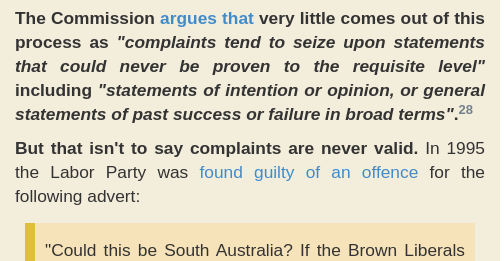 The Commission argues that very little comes out of this
process as "complaints tend to seize upon statements
that could never be proven to the requisite level"
including "statements of intention or opinion, or general
statements of past success or failure in broad terms".28
But that isn't to say complaints are never valid. In 1995
the Labor Party was found guilty of an offence for the
following advert:
"Could this be South Australia? If the Brown Liberals